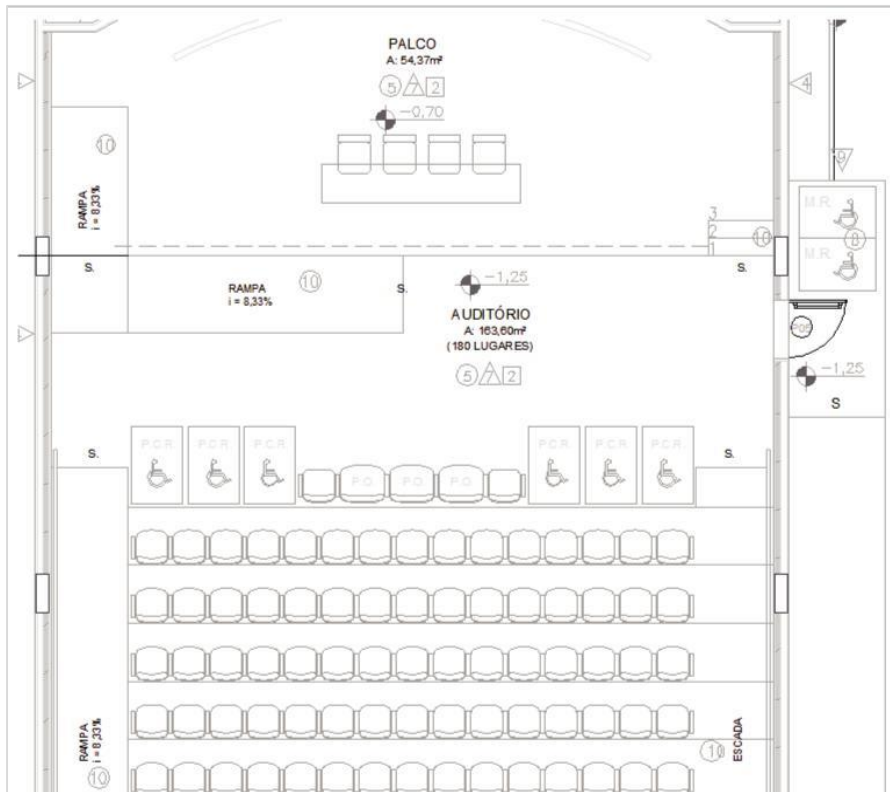 PALCO
A: 54,37m²
5 7 2
-0,70
4
10
9
RAMPA
i = 8,33%
M.R.
8
M.R.
3
2
1
10
S.
S.
RAMPA
i = 8,33%
10
S.
-1,25
AUDITÓRIO
A: 163,60m²
(180 LUGARES)
5 7 2
P05
-1,25
S
S.
P.C.R.
P.C.R.
P.C.R.
P.O.
P.O.
P.O.
P.C.R.
P.C.R.
P.C.R.
S.
RAMPA
i = 8,33%
10
10
ESCADA